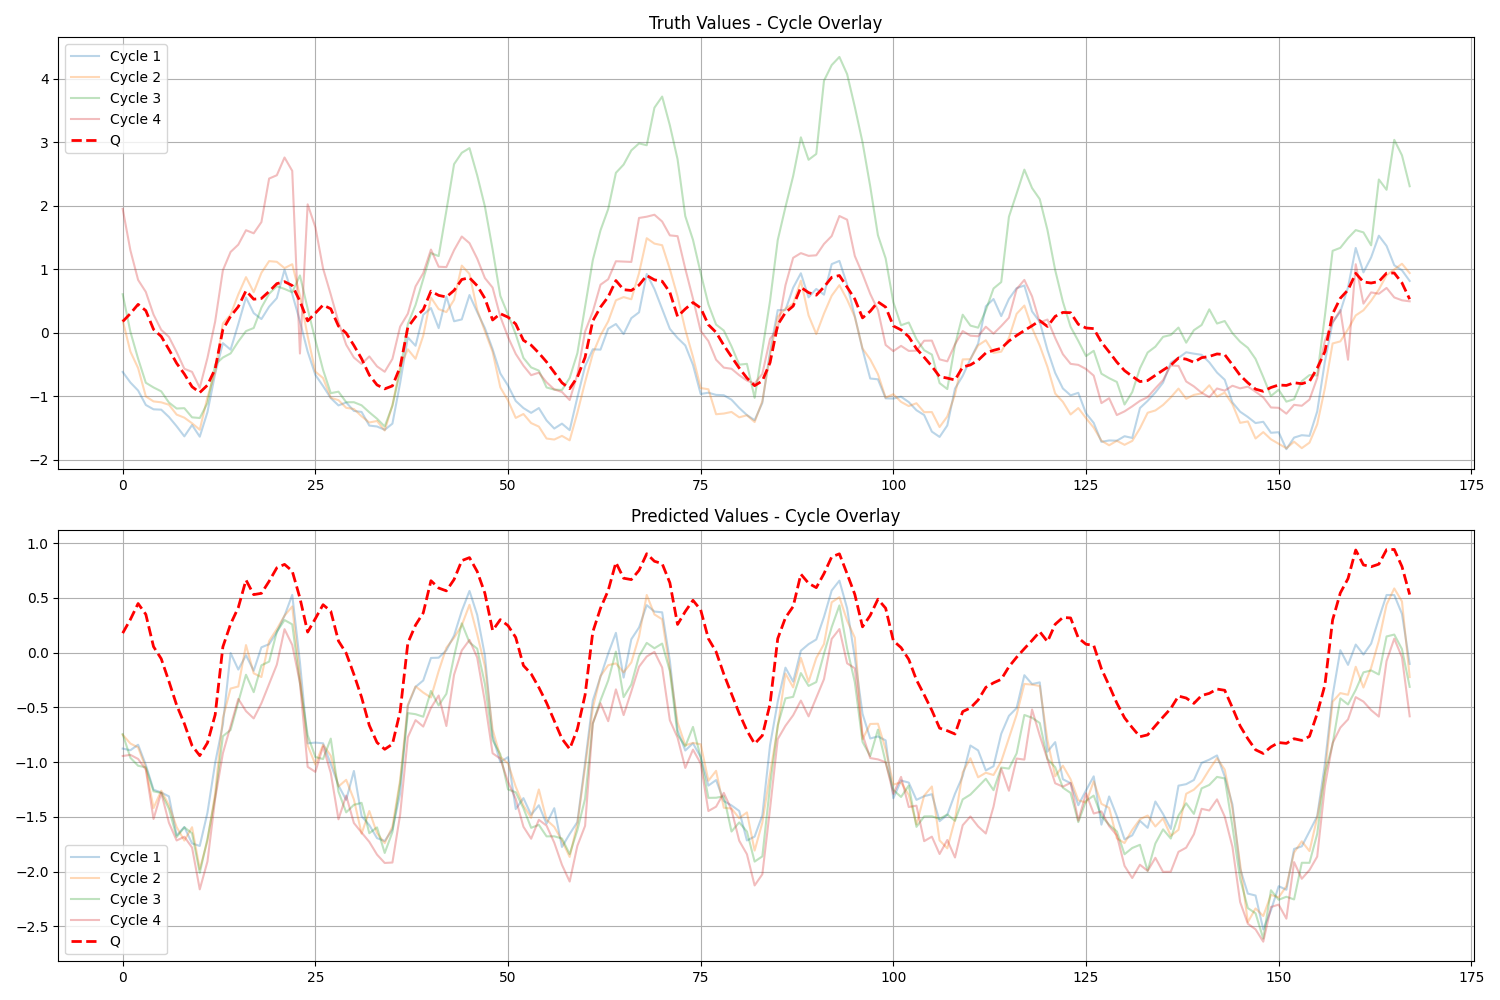 Truth Values - Cycle Overlay
Cycle 1
Cycle 2
Cycle 3
Cycle 4
Q
4
3
2
1
0
−1
−2
0 25 50 75 100 125 150 175
Predicted Values - Cycle Overlay
1.0
0.5
0.0
−0.5
−1.0
−1.5
−2.0
−2.5
Cycle 1
Cycle 2
Cycle 3
Cycle 4
Q
0 25 50 75 100 125 150 175